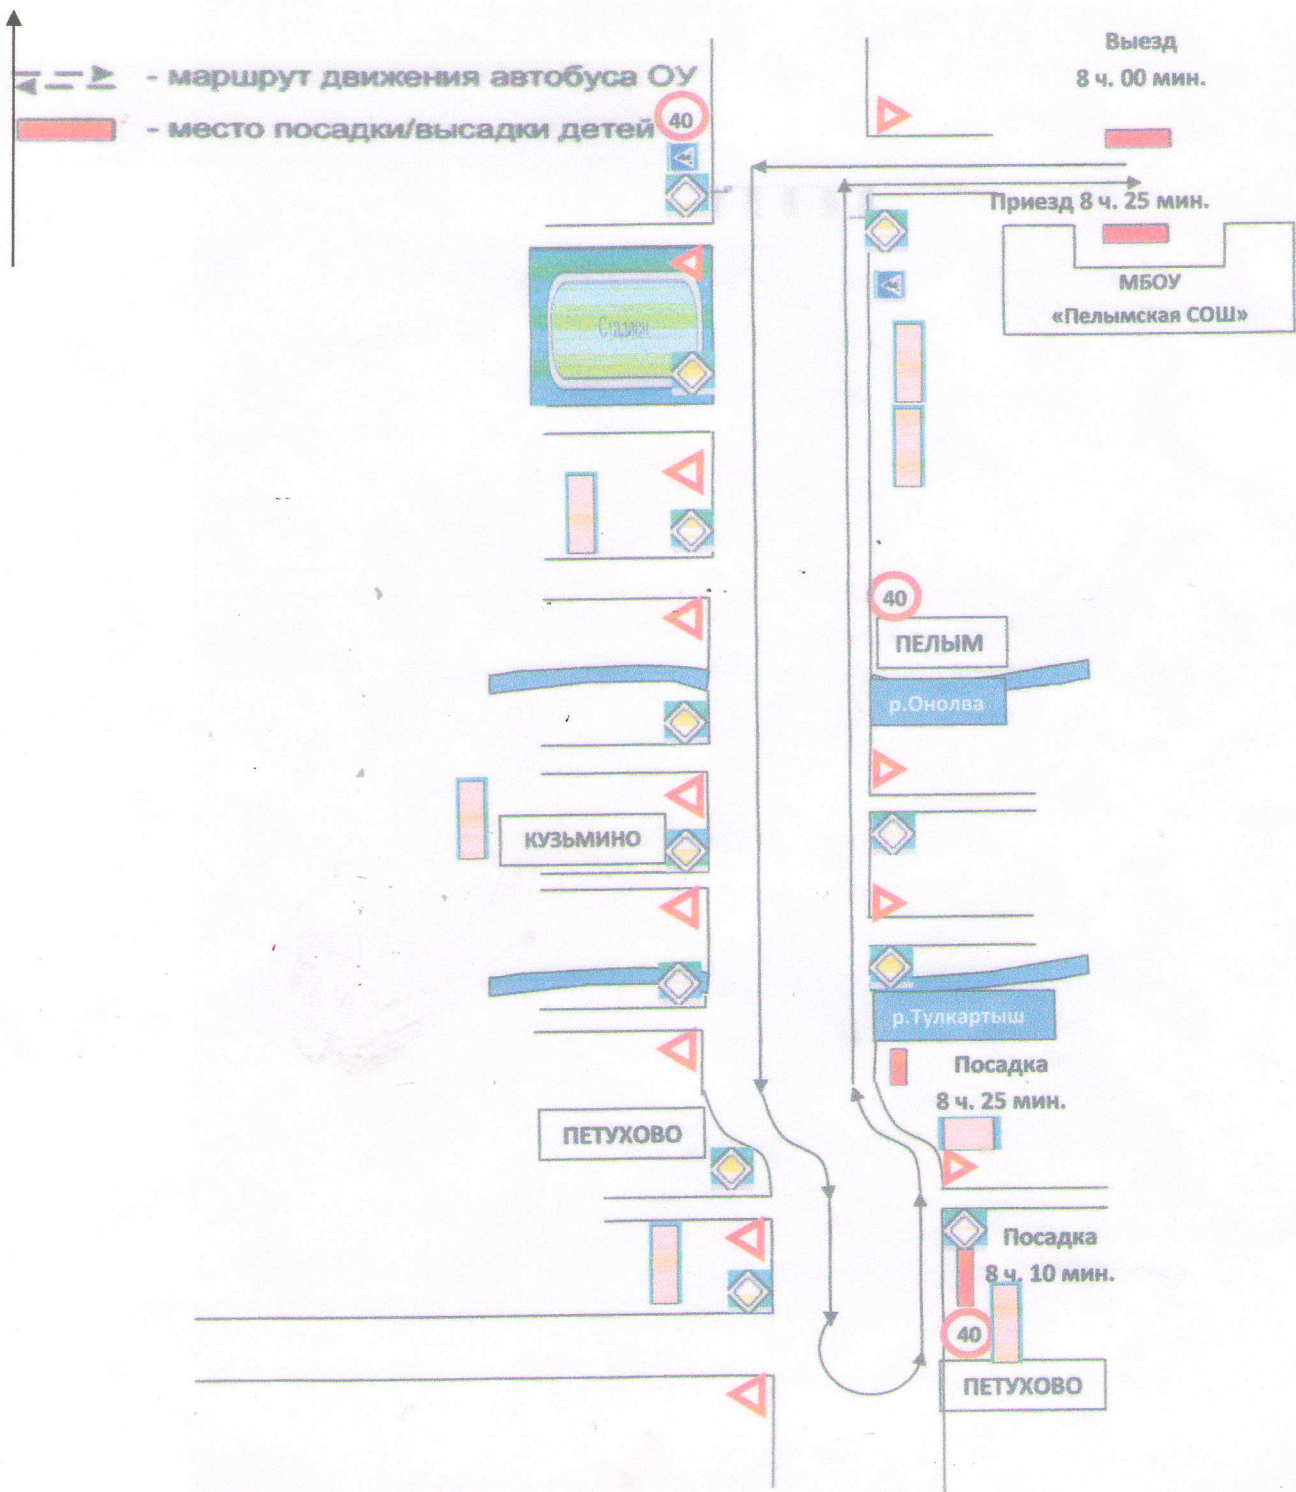 - маршрут движения автобуса ОУ
- место посадки/высадки детей
40
Выезд
8 ч. 00 мин.
Приезд 8 ч. 25 мин.
МБОУ
«Пелымская СОШ»
Стадион
40
ПЕЛЫМ
р.Онолва
КУЗЬМИНО
р.Тулкартыш
Посадка
8 ч. 25 мин.
ПЕТУХОВО
Посадка
8 ч. 10 мин.
40
ПЕТУХОВО